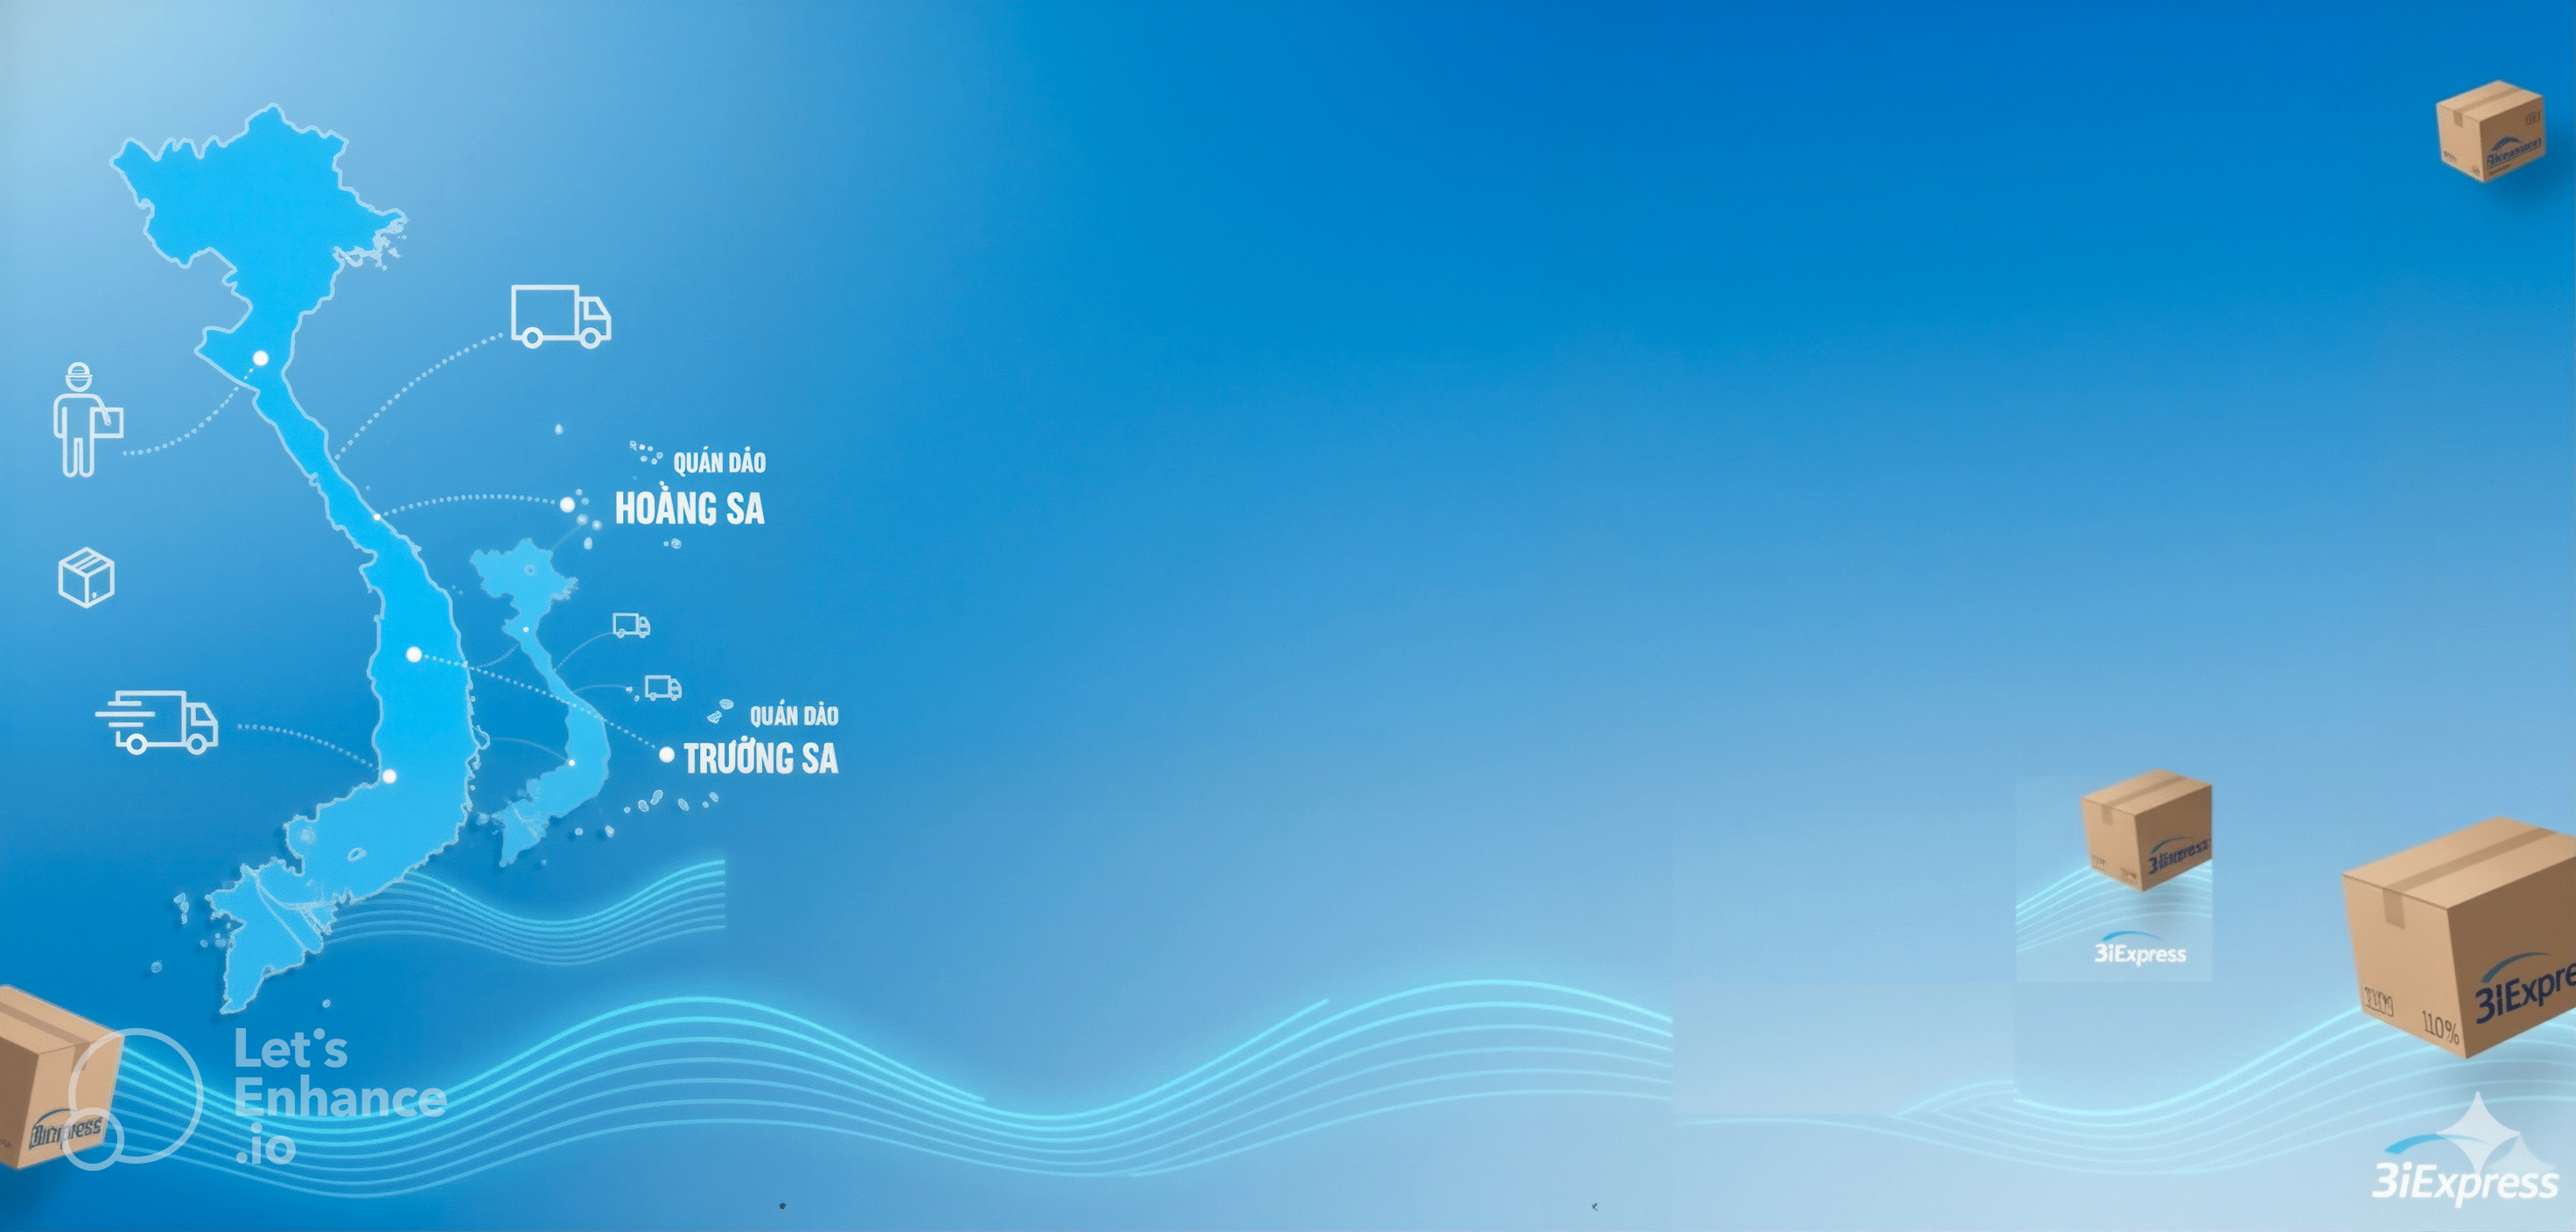 QUÁN DẢO
HOÀNG SA
QUÁN DẢO
TRƯỜNG SA
3iExpress
3iExpre
110%
Let's
Enhance
.io
3iExpress